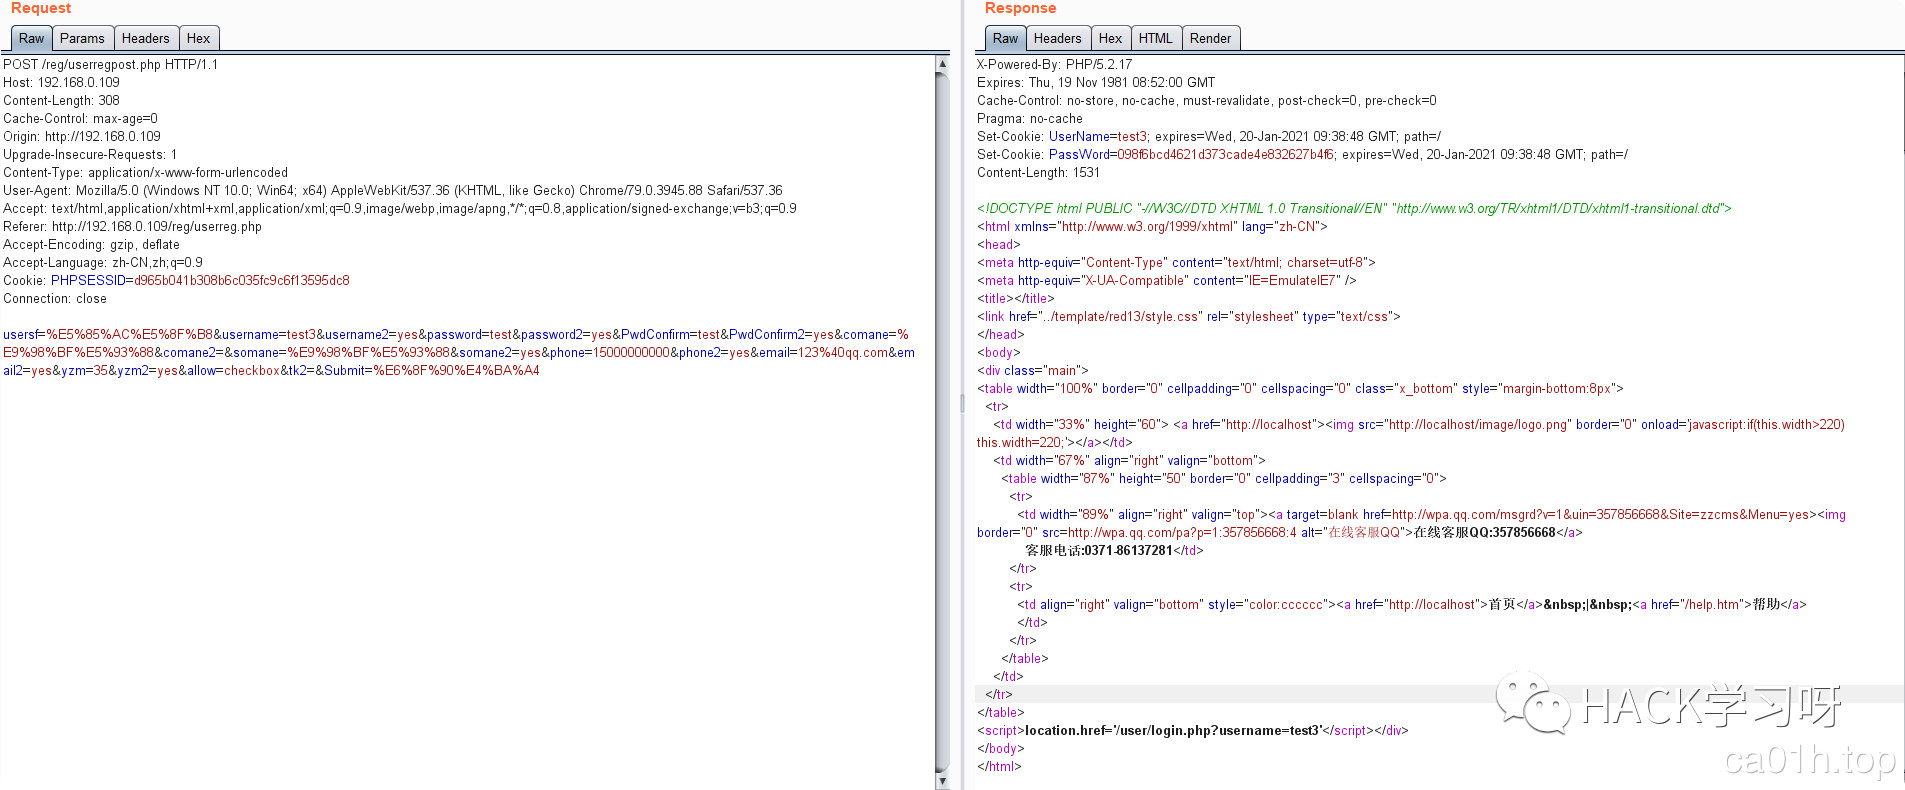 Request
Raw Params Headers Hex
POST /reg/userregpost.php HTTP/1.1
Host: 192.168.0.109
Content-Length: 308
Cache-Control: max-age=0
Origin: http://192.168.0.109
Upgrade-Insecure-Requests: 1
Content-Type: application/x-www-form-urlencoded
User-Agent: Mozilla/5.0 (Windows NT 10.0; Win64; x64) AppleWebKit/537.36 (KHTML, like Gecko) Chrome/79.0.3945.88 Safari/537.36
Accept: text/html,application/xhtml+xml,application/xml;q=0.9,image/webp,image/apng,*/*;q=0.8,application/signed-exchange;v=b3;q=0.9
Referer: http://192.168.0.109/reg/userreg.php
Accept-Encoding: gzip, deflate
Accept-Language: zh-CN,zh;q=0.9
Cookie: PHPSESSID=d965b041b308b6c035fc9c6f13595dc8
Connection: close
usersf=%E5%85%AC%E5%8F%B8&username=test3&username2=yes&password=test&password2=yes&PwdConfirm=test&PwdConfirm2=yes&comane=%
E9%98%BF%E5%93%88&comane2=&somane=%E9%98%BF%E5%93%88&somane2=yes&phone=15000000000&phone2=yes&email=123%40qq.com&em
ail2=yes&yzm=35&yzm2=yes&allow=checkbox&tk2=&Submit=%E6%8F%90%E4%BA%A4
Response
Raw Headers Hex HTML Render
X-Powered-By: PHP/5.2.17
Expires: Thu, 19 Nov 1981 08:52:00 GMT
Cache-Control: no-store, no-cache, must-revalidate, post-check=0, pre-check=0
Pragma: no-cache
Set-Cookie: UserName=test3; expires=Wed, 20-Jan-2021 09:38:48 GMT; path=/
Set-Cookie: PassWord=098f6bcd4621d373cade4e832627b4f6; expires=Wed, 20-Jan-2021 09:38:48 GMT; path=/
Content-Length: 1531
<!DOCTYPE html PUBLIC "-//W3C//DTD XHTML 1.0 Transitional//EN" "http://www.w3.org/TR/xhtml1/DTD/xhtml1-transitional.dtd">
<html xmlns="http://www.w3.org/1999/xhtml" lang="zh-CN">
<head>
<meta http-equiv="Content-Type" content="text/html; charset=utf-8">
<meta http-equiv="X-UA-Compatible" content="IE=EmulateIE7" />
<title></title>
<link href="../template/red13/style.css" rel="stylesheet" type="text/css">
</head>
<body>
<div class="main">
<table width="100%" border="0" cellpadding="0" cellspacing="0" class="x_bottom" style="margin-bottom:8px">
<tr>
<td width="33%" height="60"> <a href="http://localhost"><img src="http://localhost/image/logo.png" border="0" onload='javascript:if(this.width>220)
this.width=220;'></a></td>
<td width="67%" align="right" valign="bottom">
<table width="87%" height="50" border="0" cellpadding="3" cellspacing="0">
<tr>
<td width="89%" align="right" valign="top"><a target=blank href=http://wpa.qq.com/msgrd?v=1&uin=357856668&Site=zzcms&Menu=yes><img
border="0" src=http://wpa.qq.com/pa?p=1:357856668:4 alt="在线客服QQ">在线客服QQ:357856668</a>
客服电话:0371-86137281</td>
</tr>
<tr>
<td align="right" valign="bottom" style="color:cccccc"><a href="http://localhost">首页</a>&nbsp;|&nbsp;<a href="/help.htm">帮助</a>
</td>
</tr>
</table>
</td>
</tr>
</table>
<script>location.href='/user/login.php?username=test3'</script></div>
</body>
</html>
HACK学习呀
ca01h.top